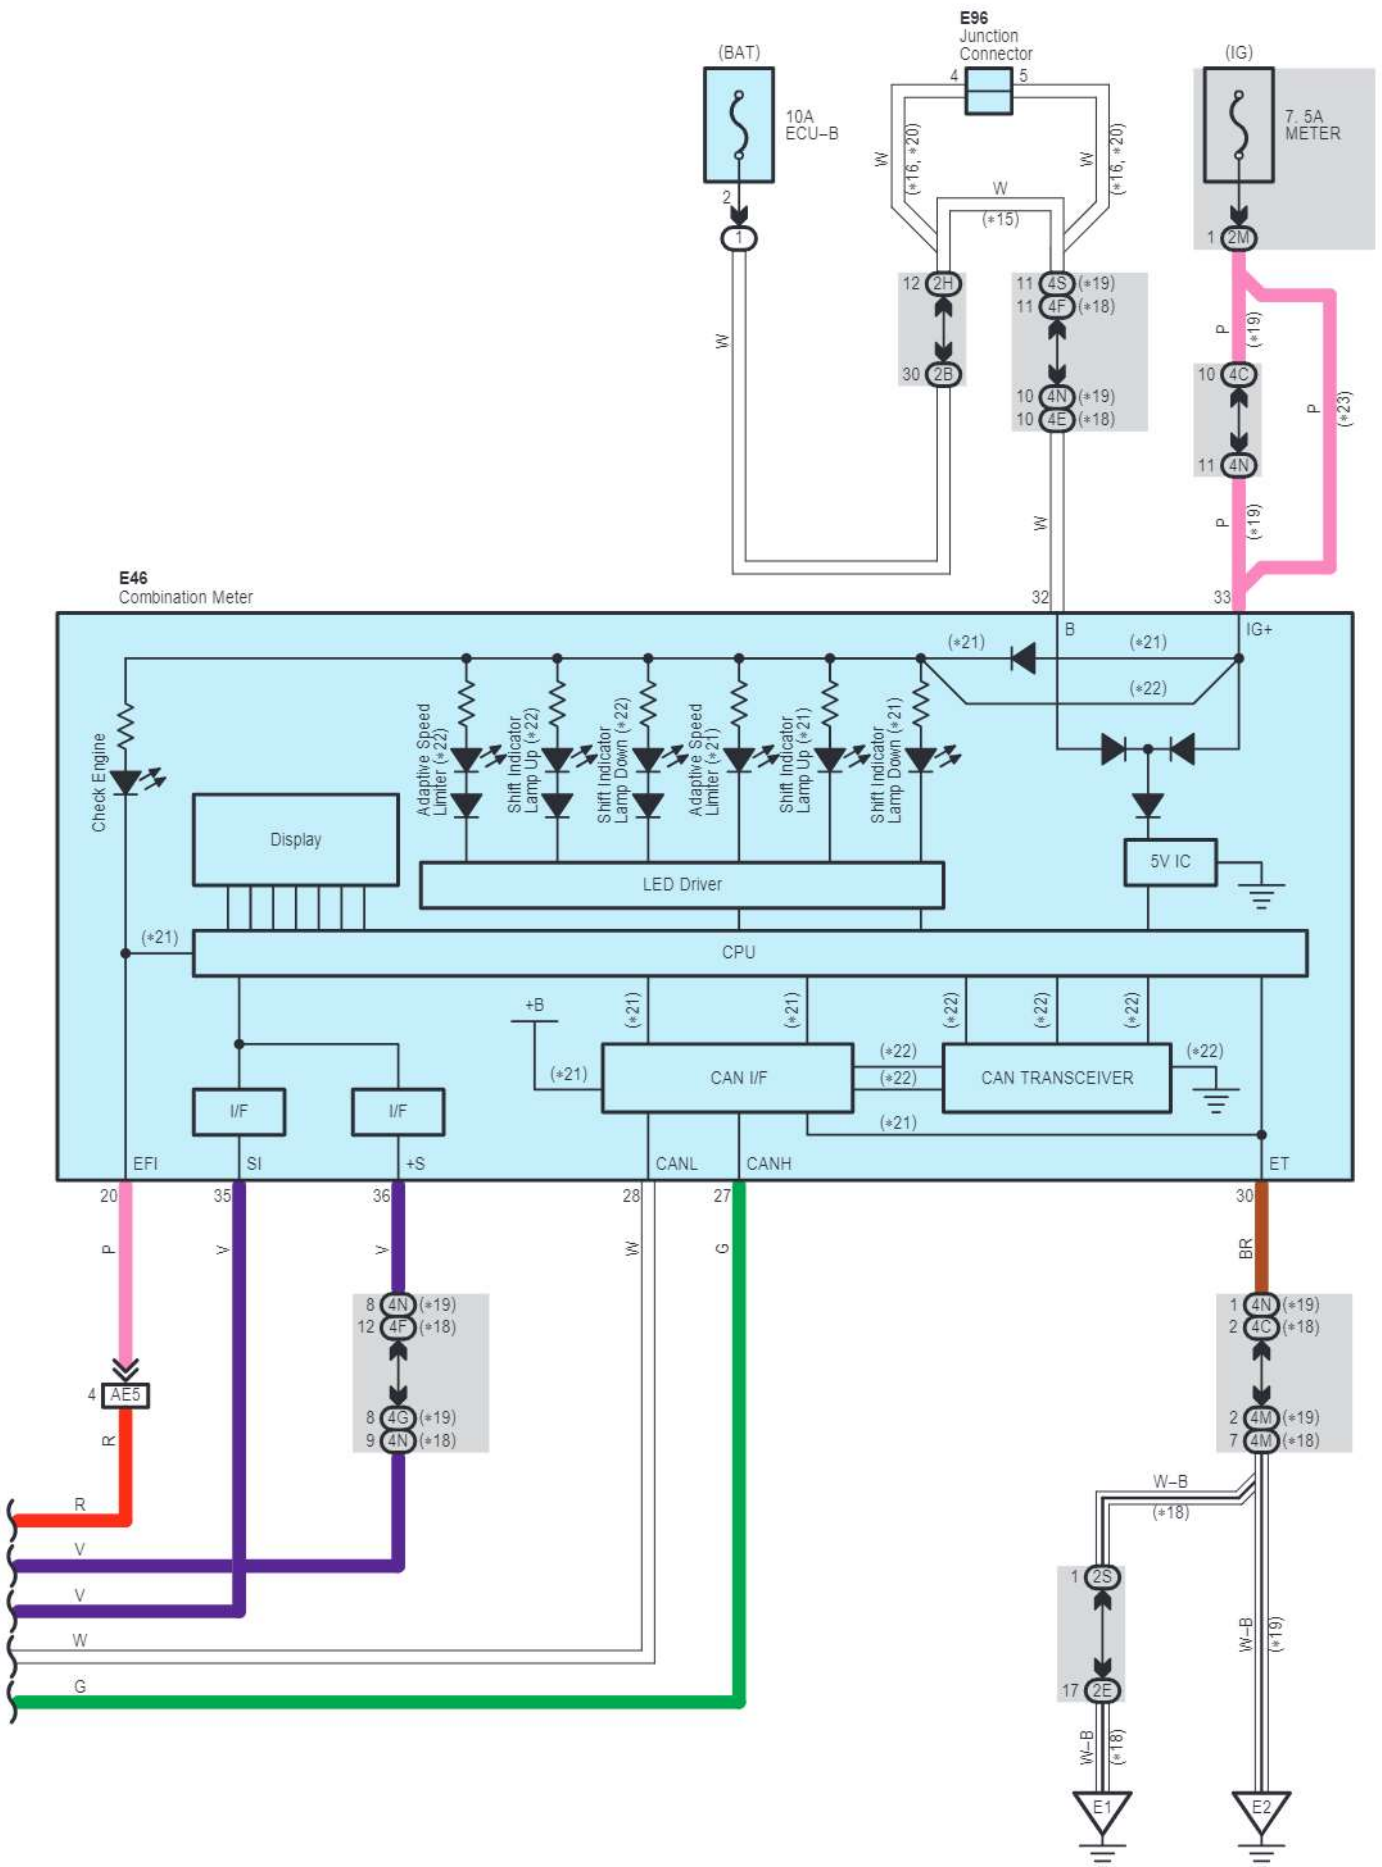 E96
Junction
Connector
(BAT)
(IG)
4
5
10A
ECU–B
7. 5A
METER
W
(*16, *20)
W
(*16, *20)
2
1
W
(*15)
1 2M
12 2H
11 4S (*19)
11 4F (*18)
W
P
(*19)
30 2B
10 4C
P
(*23)
10 4N (*19)
10 4E (*18)
11 4N
W
P
(*19)
E46
Combination Meter
32
33
B
IG+
(*21)
(*21)
(*22)
Check Engine
Adaptive Speed
Limiter (*22)
Shift Indicator
Lamp Up (*22)
Shift Indicator
Lamp Down (*22)
Adaptive Speed
Limiter (*21)
Shift Indicator
Lamp Up (*21)
Shift Indicator
Lamp Down (*21)
Display
LED Driver
5V IC
(*21)
CPU
+B
(*21)
(*21)
(*22)
(*22)
(*22)
(*21)
CAN I/F
(*22)
(*22)
CAN TRANSCEIVER
(*22)
I/F
I/F
(*21)
EFI
SI
+S
CANL
CANH
ET
20
35
36
28
27
30
P
V
V
W
G
BR
8 4N (*19)
12 4F (*18)
1 4N (*19)
2 4C (*18)
4 AE5
8 4G (*19)
9 4N (*18)
2 4M (*19)
7 4M (*18)
R
W–B
(*18)
R
V
V
W
G
1 2S
W–B
(*19)
17 2E
W–B
(*18)
E1
E2